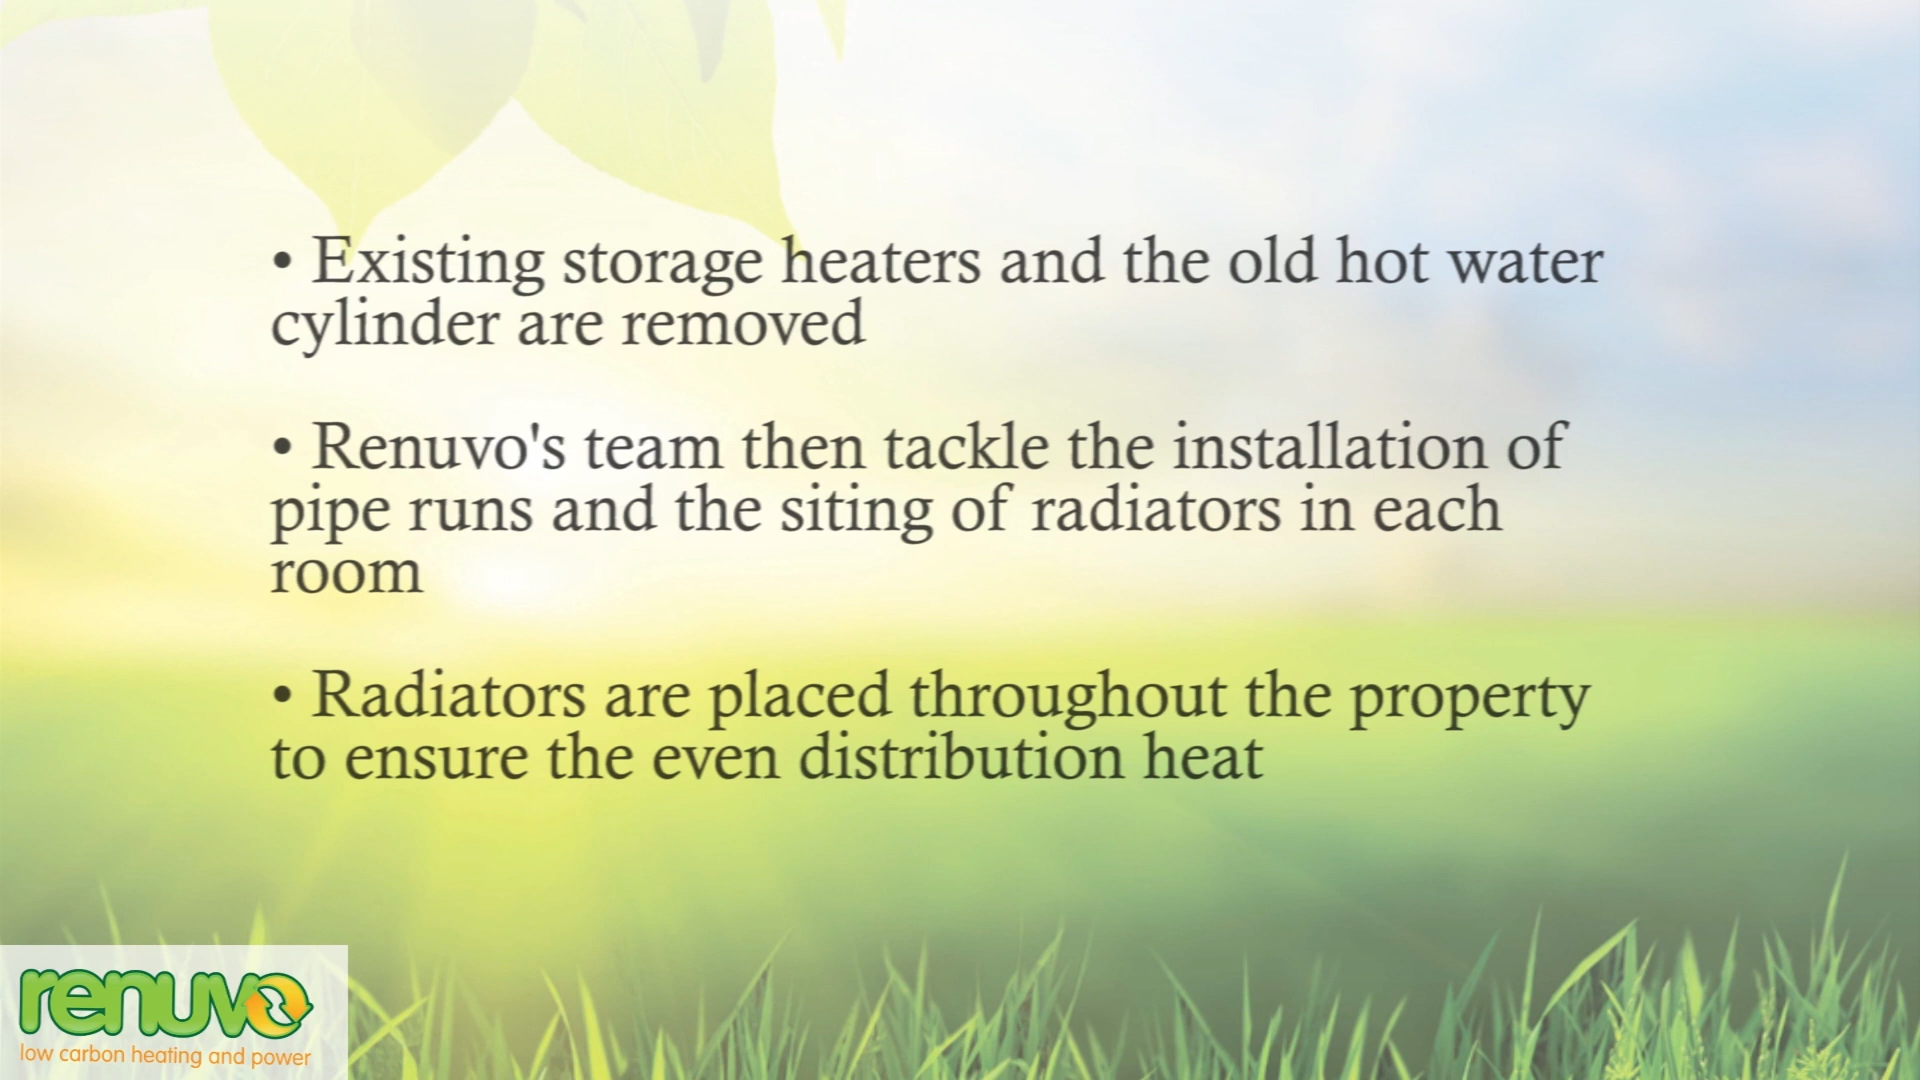 • Existing storage heaters and the old hot water
cylinder are removed
• Renuvo's team then tackle the installation of
pipe runs and the siting of radiators in each
room
• Radiators are placed throughout the property
to ensure the even distribution heat
renuvo
low carbon heating and power